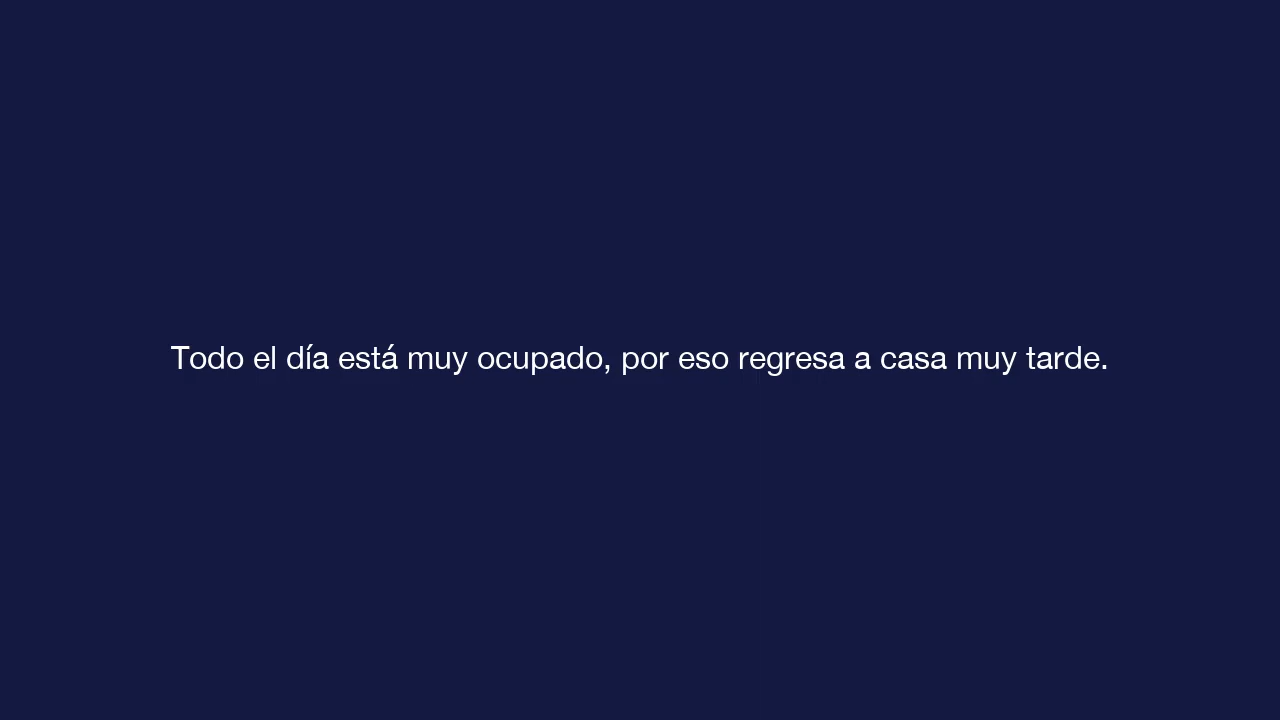 Todo el día está muy ocupado, por eso regresa a casa muy tarde.